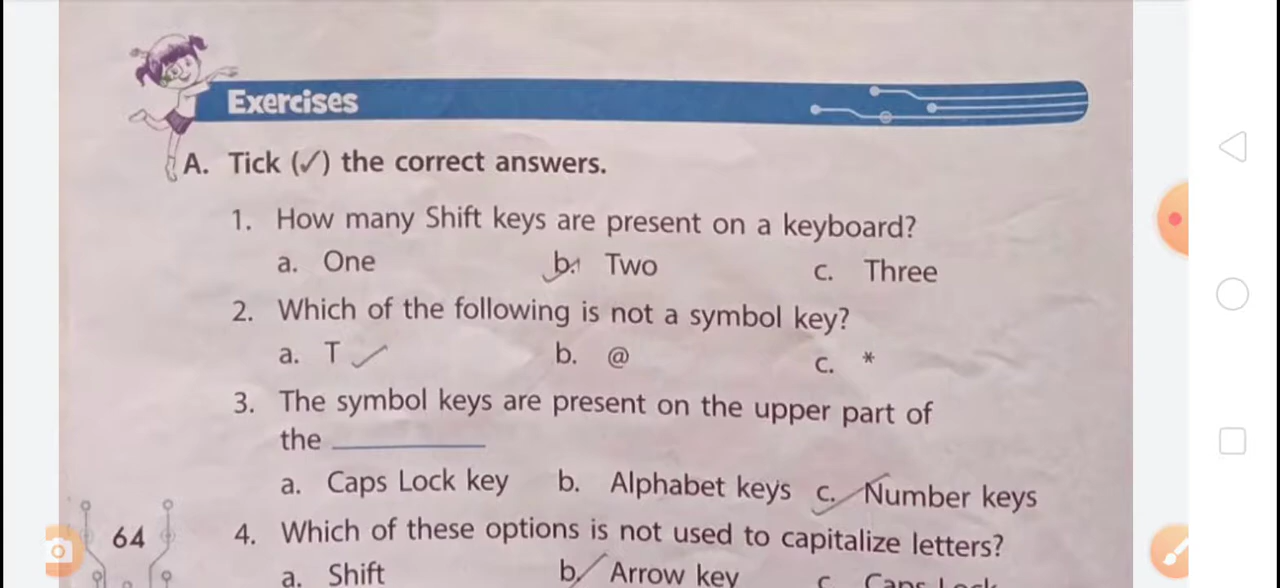 Exercises
A. Tick (✓) the correct answers.
1. How many Shift keys are present on a keyboard?
a. One b. Two c. Three
2. Which of the following is not a symbol key?
a. T b. @ c. *
3. The symbol keys are present on the upper part of
the ________
a. Caps Lock key b. Alphabet keys c. Number keys
64
4. Which of these options is not used to capitalize letters?
a. Shift b. Arrow key c. Caps Lock